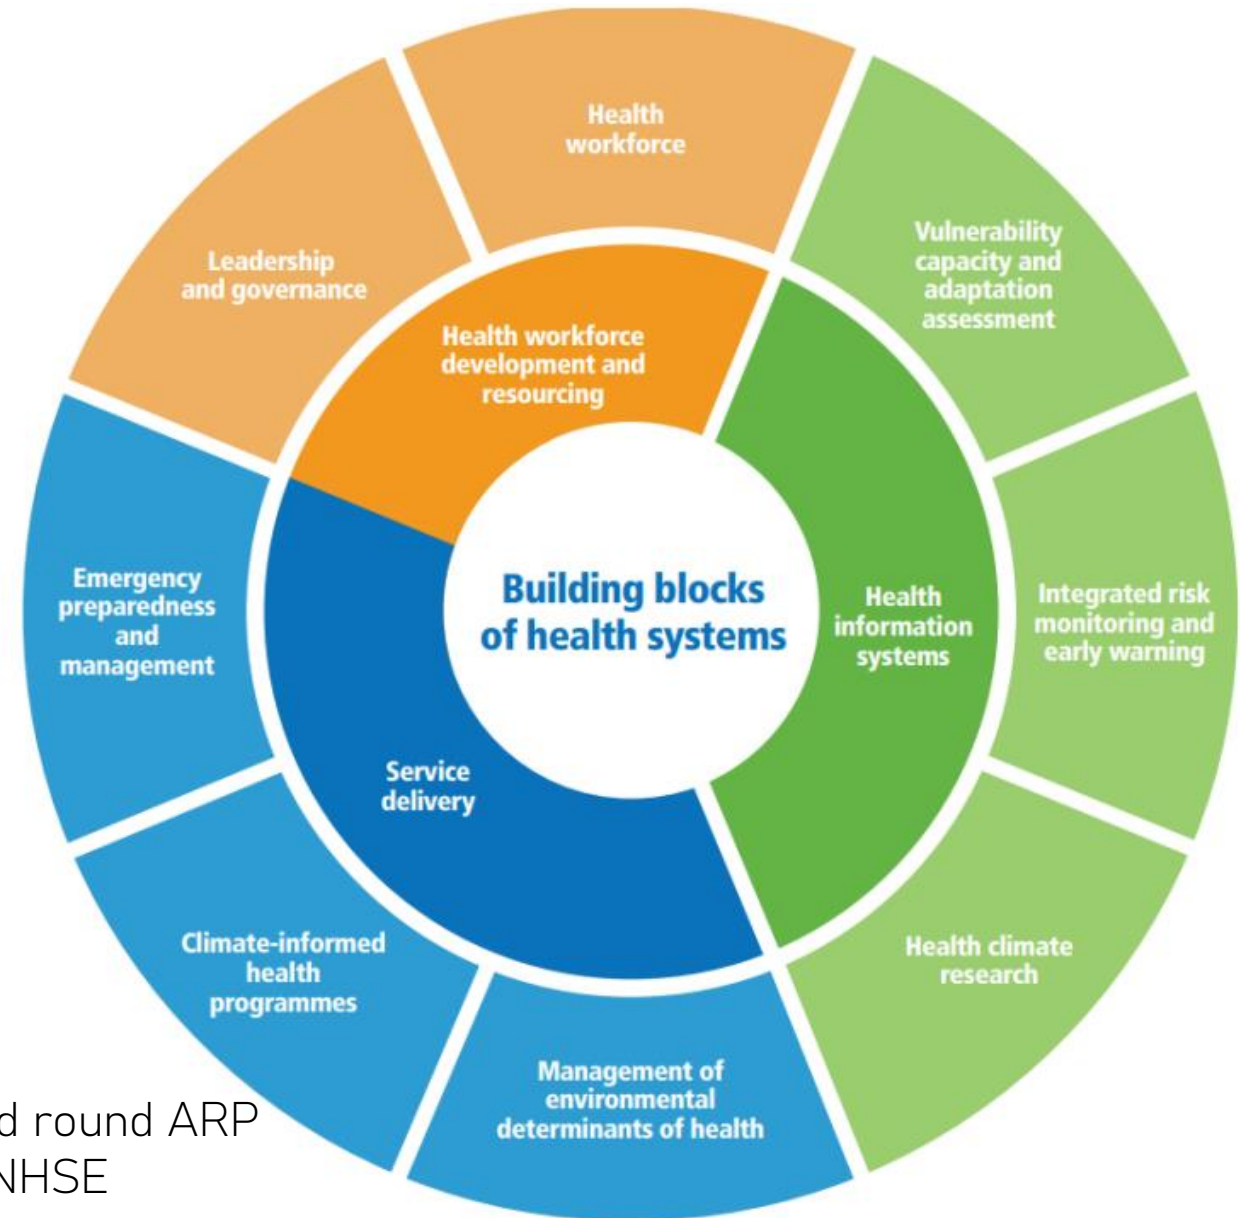 Health
workforce
Vulnerability
capacity and
adaptation
assessment
Leadership
and governance
Health workforce
development and
resourcing
Emergency
preparedness
and
management
Building blocks
of health systems
Health
information
systems
Integrated risk
monitoring and
early warning
Service
delivery
Climate-informed
health
programmes
Health climate
research
Management of
environmental
determinants of health
round ARP
NHSE